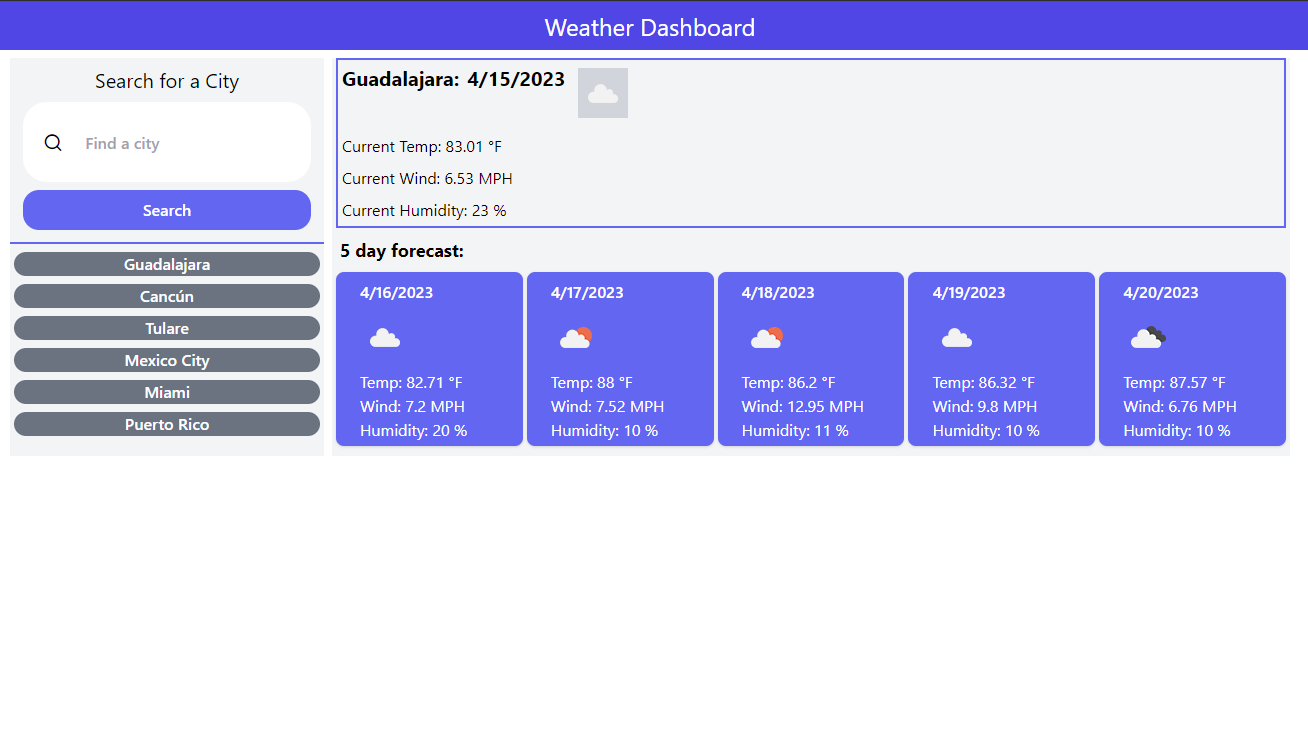 Weather Dashboard
Search for a City
Find a city
Search
Guadalajara
Cancún
Tulare
Mexico City
Miami
Puerto Rico
Guadalajara: 4/15/2023
Current Temp: 83.01 °F
Current Wind: 6.53 MPH
Current Humidity: 23 %
5 day forecast:
4/16/2023
Temp: 82.71 °F
Wind: 7.2 MPH
Humidity: 20 %
4/17/2023
Temp: 88 °F
Wind: 7.52 MPH
Humidity: 10 %
4/18/2023
Temp: 86.2 °F
Wind: 12.95 MPH
Humidity: 11 %
4/19/2023
Temp: 86.32 °F
Wind: 9.8 MPH
Humidity: 10 %
4/20/2023
Temp: 87.57 °F
Wind: 6.76 MPH
Humidity: 10 %